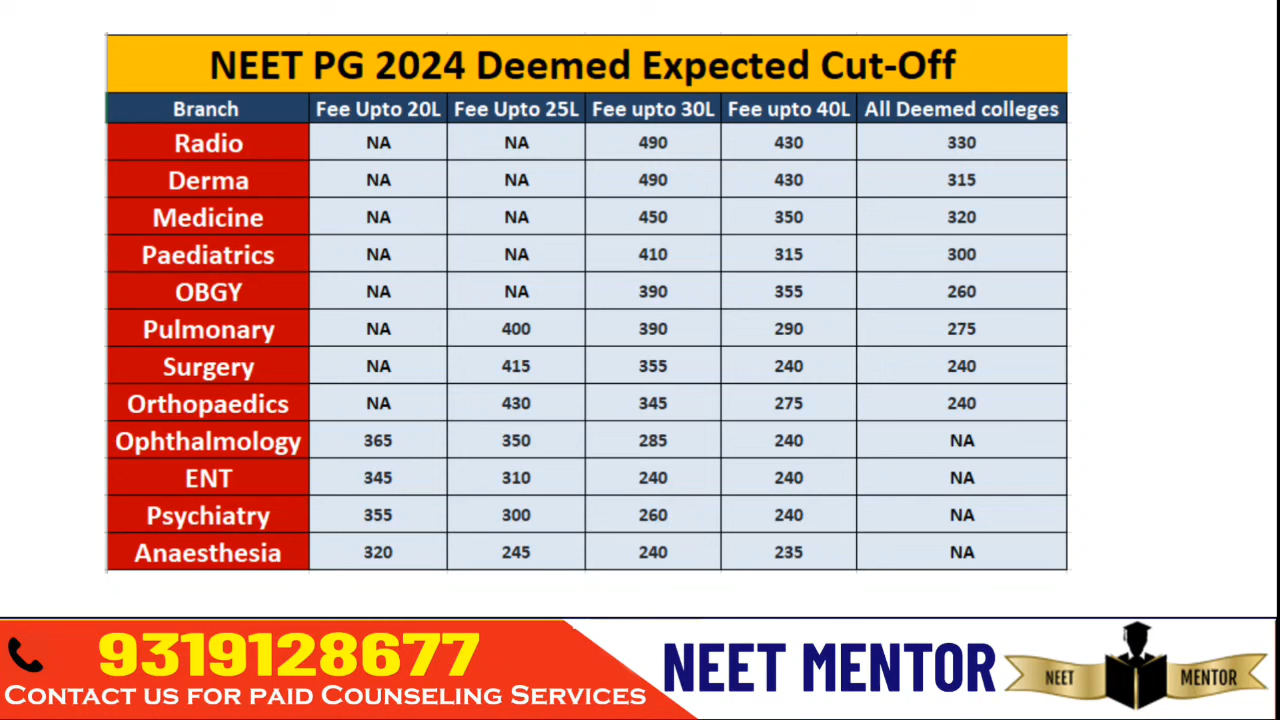 NEET PG 2024 Deemed Expected Cut-Off
Branch Fee Upto 20L Fee Upto 25L Fee upto 30L Fee upto 40L All Deemed colleges
Radio NA NA 490 430 330
Derma NA NA 490 430 315
Medicine NA NA 450 350 320
Paediatrics NA NA 410 315 300
OBGY NA NA 390 355 260
Pulmonary NA 400 390 290 275
Surgery NA 415 355 240 240
Orthopaedics NA 430 345 275 240
Ophthalmology 365 350 285 240 NA
ENT 345 310 240 240 NA
Psychiatry 355 300 260 240 NA
Anaesthesia 320 245 240 235 NA
9319128677
Contact us for paid Counseling Services
NEET MENTOR
NEET MENTOR